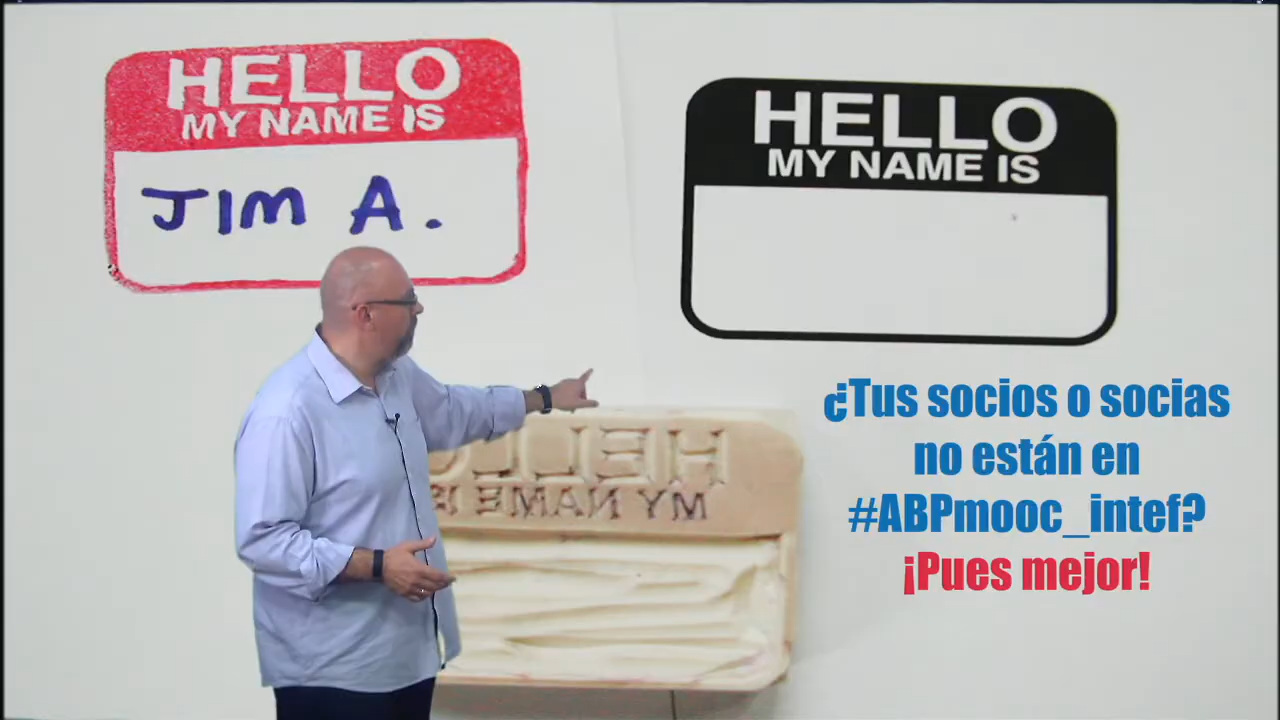 HELLO
MY NAME IS
JIM A.
HELLO
MY NAME IS
HELLO
MY NAME IS
¿Tus socios o socias
no están en
#ABPmooc_intef?
¡Pues mejor!